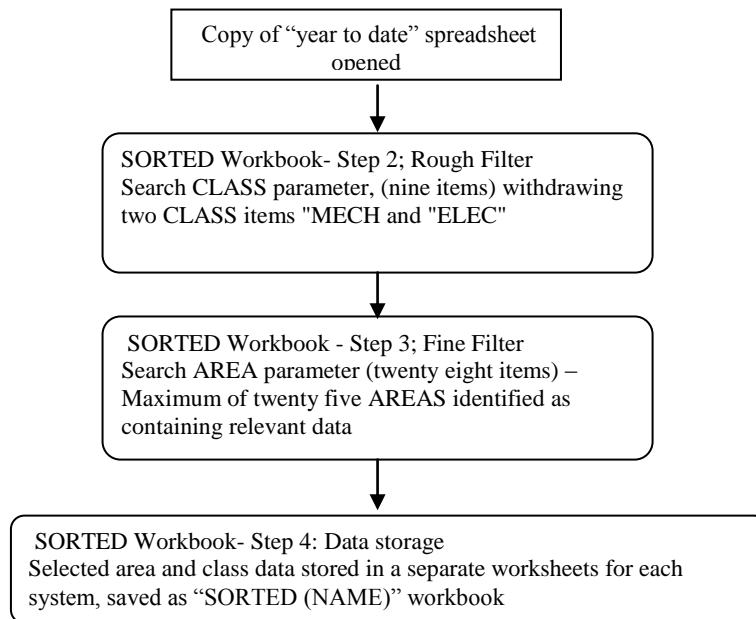 Copy of “year to date” spreadsheet
opened
SORTED Workbook- Step 2; Rough Filter
Search CLASS parameter, (nine items) withdrawing
two CLASS items "MECH and "ELEC"
SORTED Workbook - Step 3; Fine Filter
Search AREA parameter (twenty eight items) –
Maximum of twenty five AREAS identified as
containing relevant data
SORTED Workbook- Step 4: Data storage
Selected area and class data stored in a separate worksheets for each
system, saved as “SORTED (NAME)” workbook